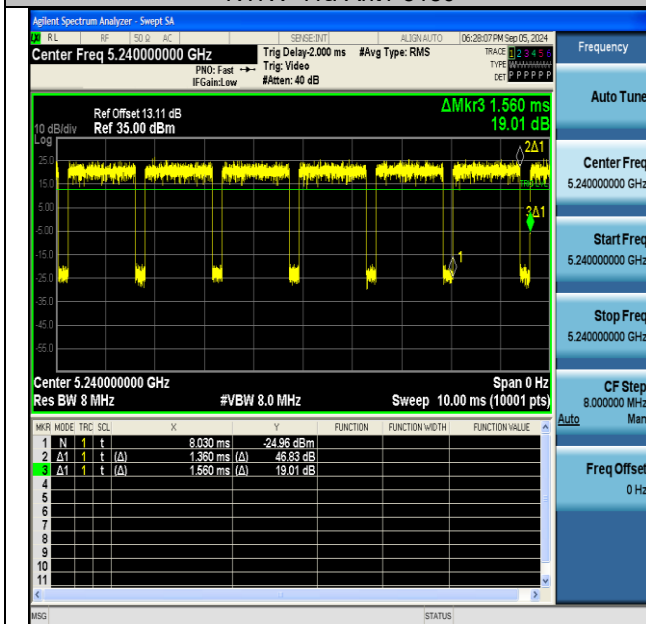 Agilent Spectrum Analyzer - Swept SA
RL RF 50 Ω AC SENSE:INT ALIGN AUTO 06:28:07 PM Sep 05, 2024
Center Freq 5.240000000 GHz
PNO: Fast
IFGain:Low
Trig Delay-2.000 ms
Trig: Video
#Atten: 40 dB
#Avg Type: RMS
TRACE 1 2 3 4 5 6
TYPE
DET P P P P P P
Frequency
Auto Tune
Center Freq
5.240000000 GHz
Start Freq
5.240000000 GHz
Stop Freq
5.240000000 GHz
CF Step
8.000000 MHz
Auto Man
Freq Offset
0 Hz
10 dB/div
Log
Ref Offset 13.11 dB
Ref 35.00 dBm
ΔMkr3 1.560 ms
19.01 dB
25.0
15.0
5.00
-5.00
-15.0
-25.0
-35.0
-45.0
-55.0
2Δ1
3Δ1
1
Center 5.240000000 GHz Span 0 Hz
Res BW 8 MHz #VBW 8.0 MHz Sweep 10.00 ms (10001 pts)
MKR MODE TRC SCL X Y FUNCTION FUNCTION WIDTH FUNCTION VALUE
1 N 1 t 8.030 ms -24.96 dBm
2 Δ1 1 t (Δ) 1.360 ms (Δ) 46.83 dB
3 Δ1 1 t (Δ) 1.560 ms (Δ) 19.01 dB
4
5
6
7
8
9
10
11
MSG STATUS